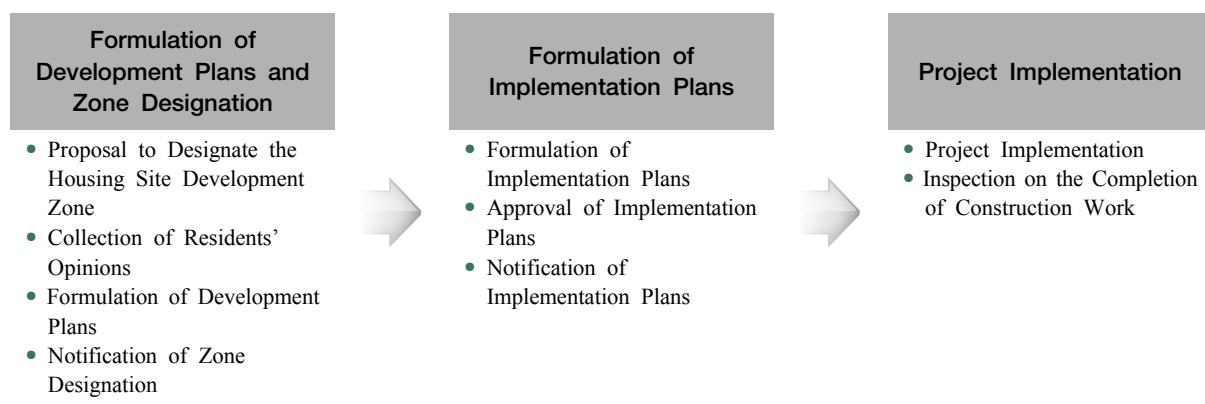 Formulation of
Development Plans and
Zone Designation
• Proposal to Designate the
Housing Site Development
Zone
• Collection of Residents’
Opinions
• Formulation of Development
Plans
• Notification of Zone
Designation
Formulation of
Implementation Plans
• Formulation of
Implementation Plans
• Approval of Implementation
Plans
• Notification of
Implementation Plans
Project Implementation
• Project Implementation
• Inspection on the Completion
of Construction Work